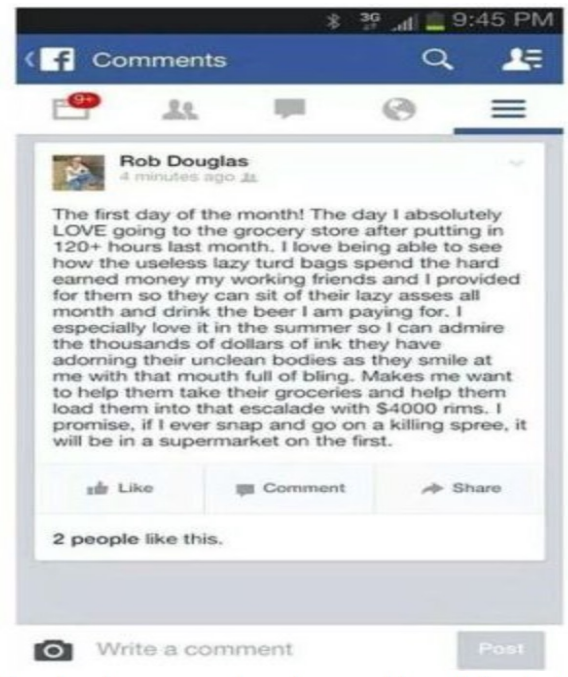 3G 9:45 PM
f Comments
9+
Rob Douglas
4 minutes ago
The first day of the month! The day I absolutely
LOVE going to the grocery store after putting in
120+ hours last month. I love being able to see
how the useless lazy turd bags spend the hard
earned money my working friends and I provided
for them so they can sit of their lazy asses all
month and drink the beer I am paying for. I
especially love it in the summer so I can admire
the thousands of dollars of ink they have
adorning their unclean bodies as they smile at
me with that mouth full of bling. Makes me want
to help them take their groceries and help them
load them into that escalade with $4000 rims. I
promise, if I ever snap and go on a killing spree, it
will be in a supermarket on the first.
Like Comment Share
2 people like this.
Write a comment Post